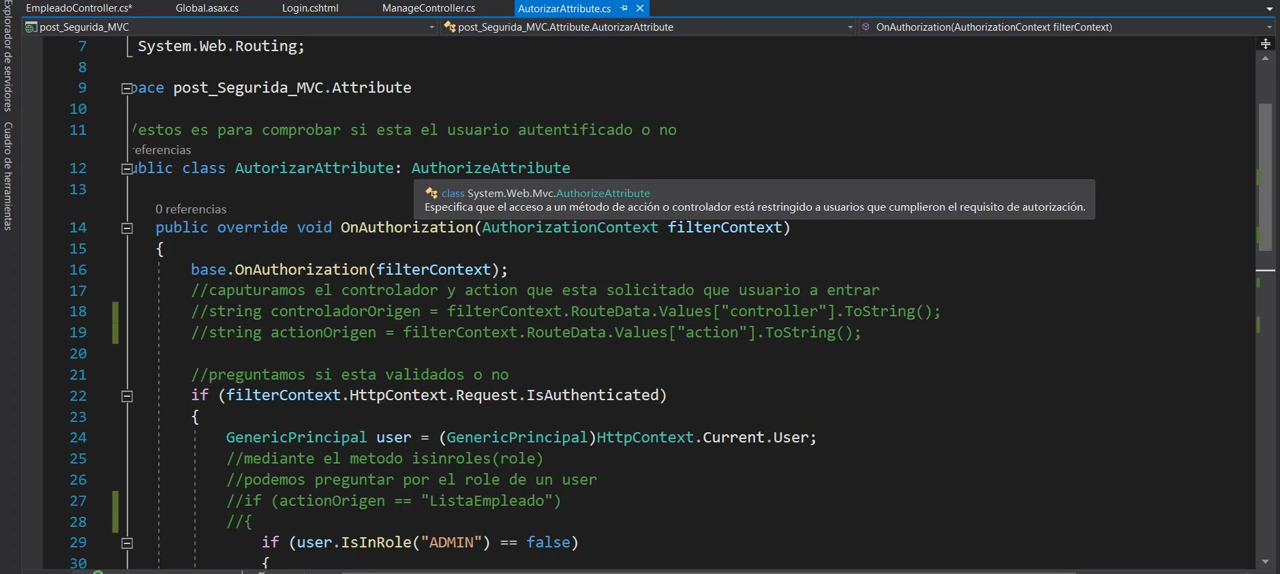 EmpleadoController.cs* Global.asax.cs Login.cshtml ManageController.cs AutorizarAttribute.cs
post_Segurida_MVC post_Segurida_MVC.Attribute.AutorizarAttribute OnAuthorization(AuthorizationContext filterContext)
Explorador de servidores
Cuadro de herramientas
7 System.Web.Routing;
8
9 pace post_Segurida_MVC.Attribute
10
11 /estos es para comprobar si esta el usuario autentificado o no
referencias
12 ublic class AutorizarAttribute: AuthorizeAttribute
13
class System.Web.Mvc.AuthorizeAttribute
Especifica que el acceso a un método de acción o controlador está restringido a usuarios que cumplieron el requisito de autorización.
0 referencias
14 public override void OnAuthorization(AuthorizationContext filterContext)
15 {
16 base.OnAuthorization(filterContext);
17 //caputuramos el controlador y action que esta solicitado que usuario a entrar
18 //string controladorOrigen = filterContext.RouteData.Values["controller"].ToString();
19 //string actionOrigen = filterContext.RouteData.Values["action"].ToString();
20
21 //preguntamos si esta validados o no
22 if (filterContext.HttpContext.Request.IsAuthenticated)
23 {
24 GenericPrincipal user = (GenericPrincipal)HttpContext.Current.User;
25 //mediante el metodo isinroles(role)
26 //podemos preguntar por el role de un user
27 //if (actionOrigen == "ListaEmpleado")
28 //{
29 if (user.IsInRole("ADMIN") == false)
30 {